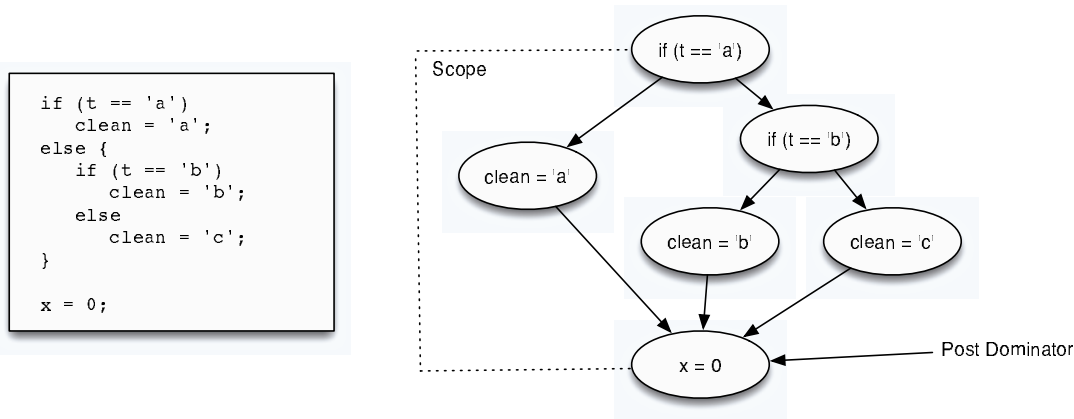 if (t == 'a')
clean = 'a';
else {
if (t == 'b')
clean = 'b';
else
clean = 'c';
}
x = 0;
Scope
if (t == 'a')
if (t == 'b')
clean = 'a'
clean = 'b'
clean = 'c'
x = 0
Post Dominator